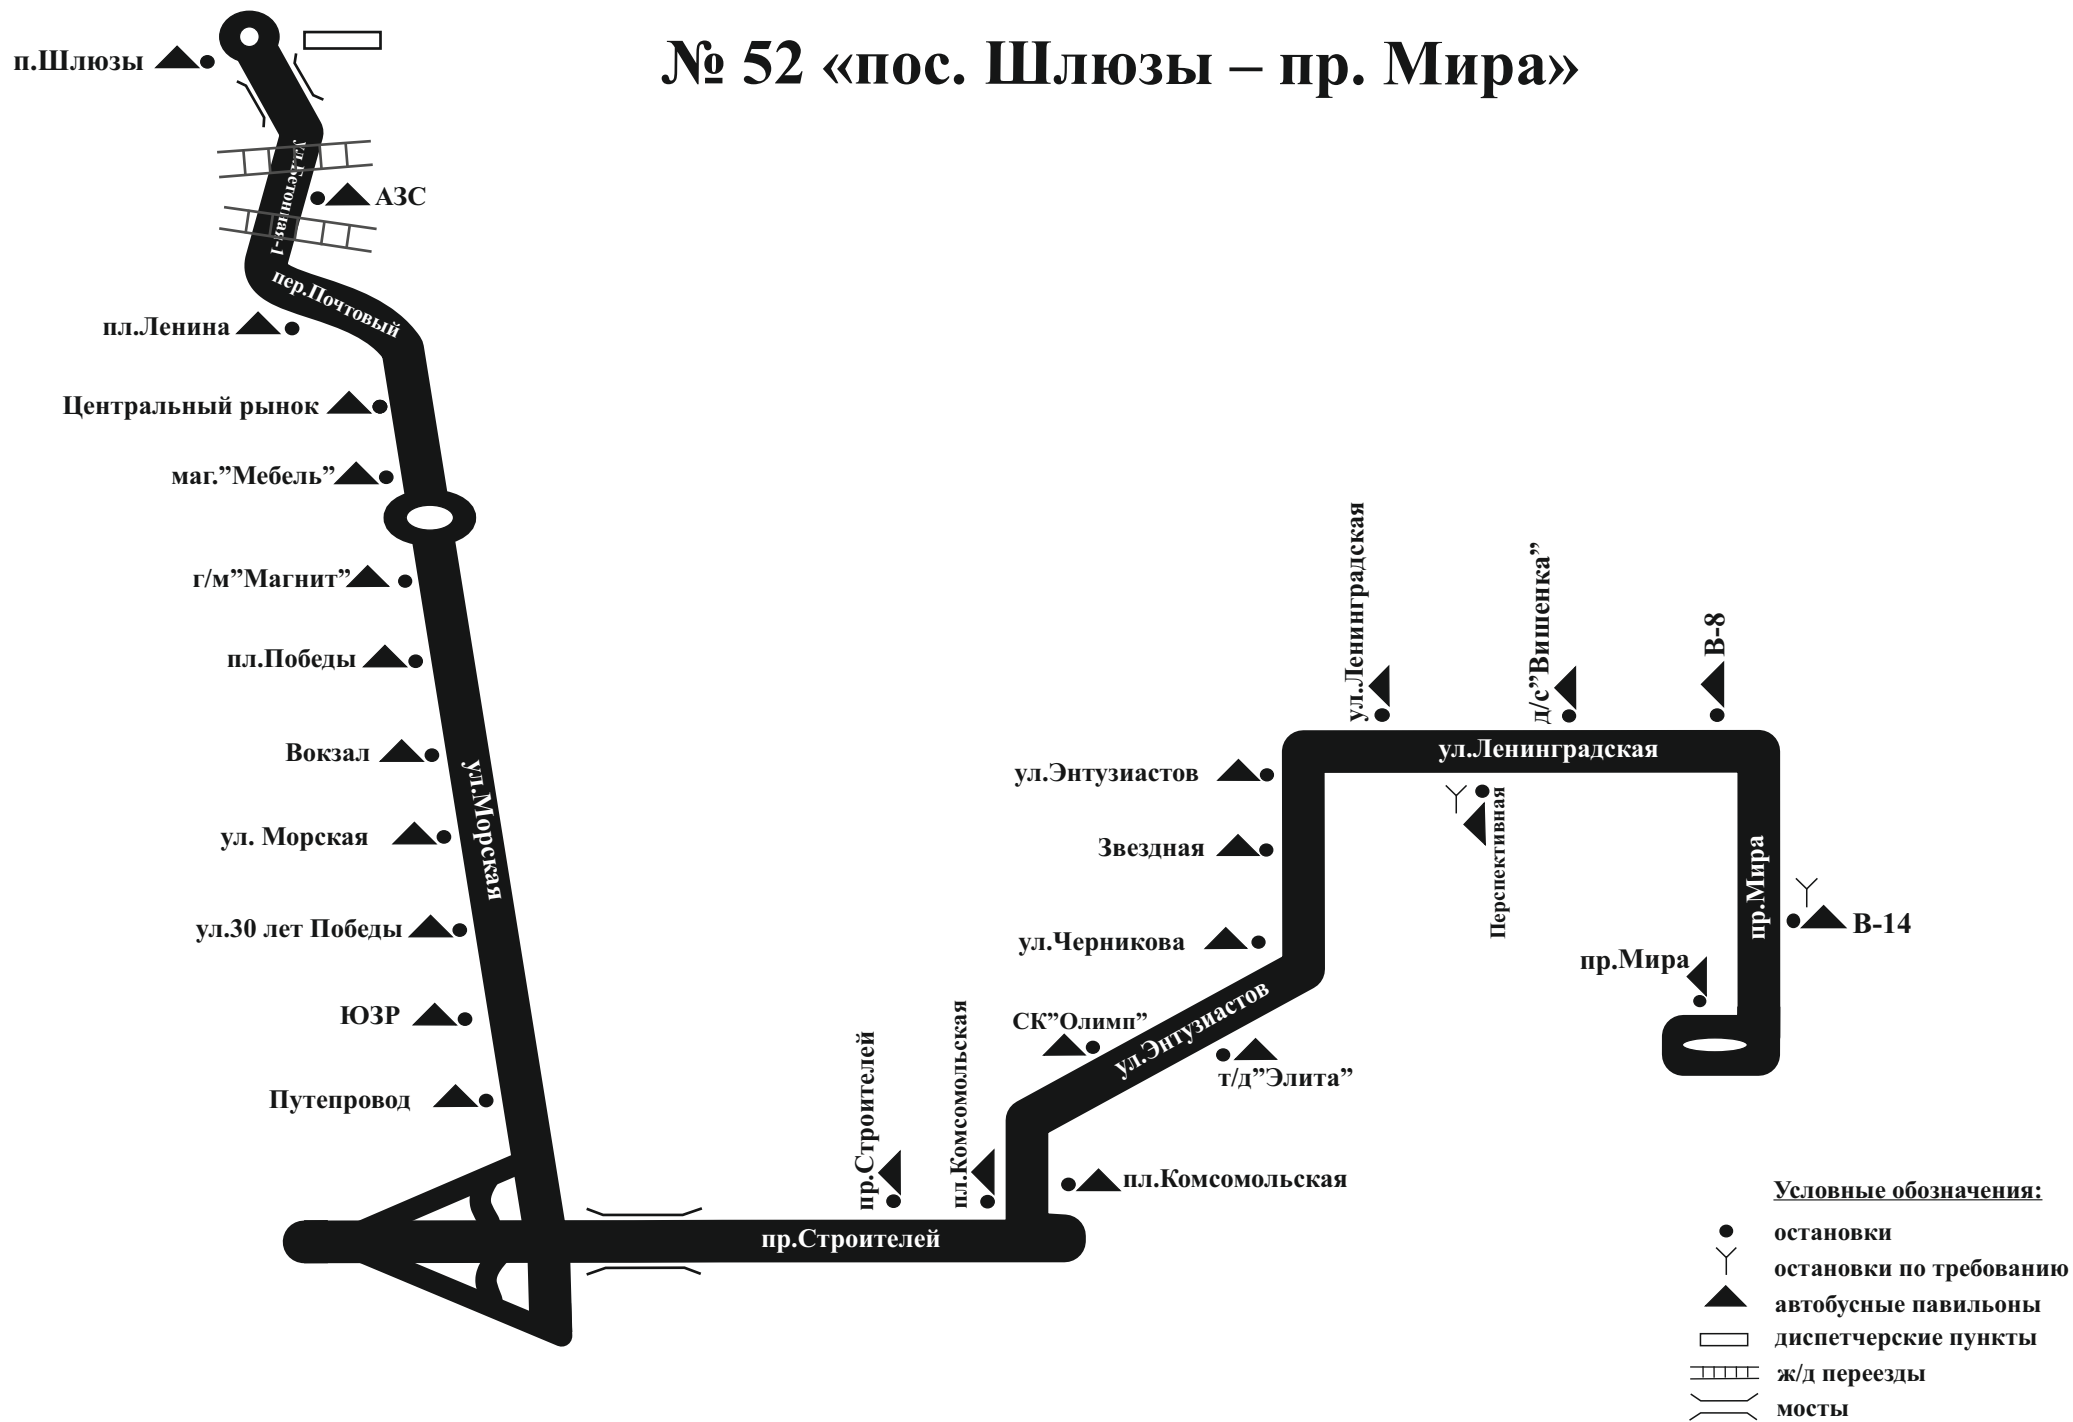 № 52 «пос. Шлюзы – пр. Мира»
п.Шлюзы
ул.Бетонная-1
АЗС
пер.Почтовый
пл.Ленина
Центральный рынок
маг.”Мебель”
г/м”Магнит”
пл.Победы
Вокзал
ул.Морская
ул. Морская
ул.30 лет Победы
ЮЗР
Путепровод
пр.Строителей
пр.Строителей
пл.Комсомольская
пл.Комсомольская
СК”Олимп”
ул.Энтузиастов
т/д”Элита”
ул.Черникова
Звездная
ул.Энтузиастов
ул.Ленинградская
ул.Ленинградская
д/с”Вишенка”
В-8
Перспективная
пр.Мира
В-14
пр.Мира
Условные обозначения:
остановки
остановки по требованию
автобусные павильоны
диспетчерские пункты
ж/д переезды
мосты